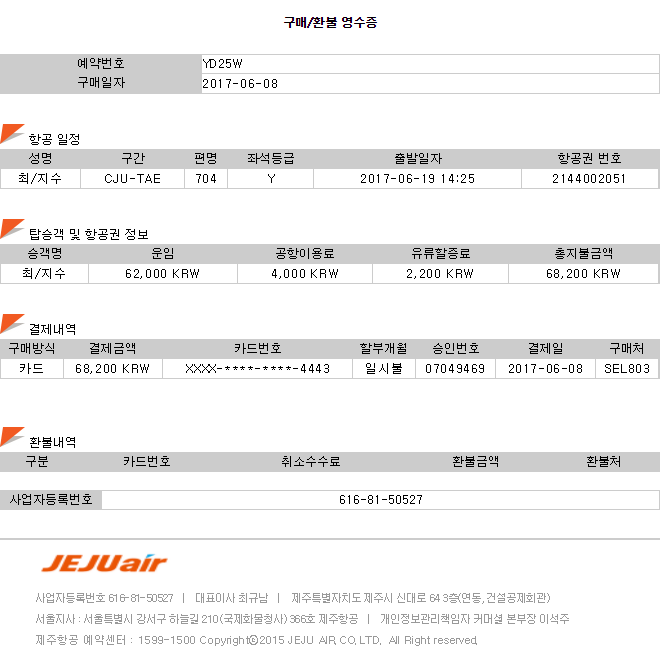 구매/환불 영수증
예약번호 YD25W
구매일자 2017-06-08
항공 일정
성명 구간 편명 좌석등급 출발일자 항공권 번호
최/지수 CJU-TAE 704 Y 2017-06-19 14:25 2144002051
탑승객 및 항공권 정보
승객명 운임 공항이용료 유류할증료 총지불금액
최/지수 62,000 KRW 4,000 KRW 2,200 KRW 68,200 KRW
결제내역
구매방식 결제금액 카드번호 할부개월 승인번호 결제일 구매처
카드 68,200 KRW XXXX-****-****-4443 일시불 07049469 2017-06-08 SEL803
환불내역
구분 카드번호 취소수수료 환불금액 환불처
사업자등록번호 616-81-50527
JEJUair
사업자등록번호 616-81-50527 | 대표이사 최규남 | 제주특별자치도 제주시 신대로 64 3층(연동,건설공제회관)
서울지사 : 서울특별시 강서구 하늘길 210(국제화물청사) 366호 제주항공 | 개인정보관리책임자 커머셜 본부장 이석주
제주항공 예약센터 : 1599-1500 Copyright©2015 JEJU AIR, CO, LTD, All Right reserved,